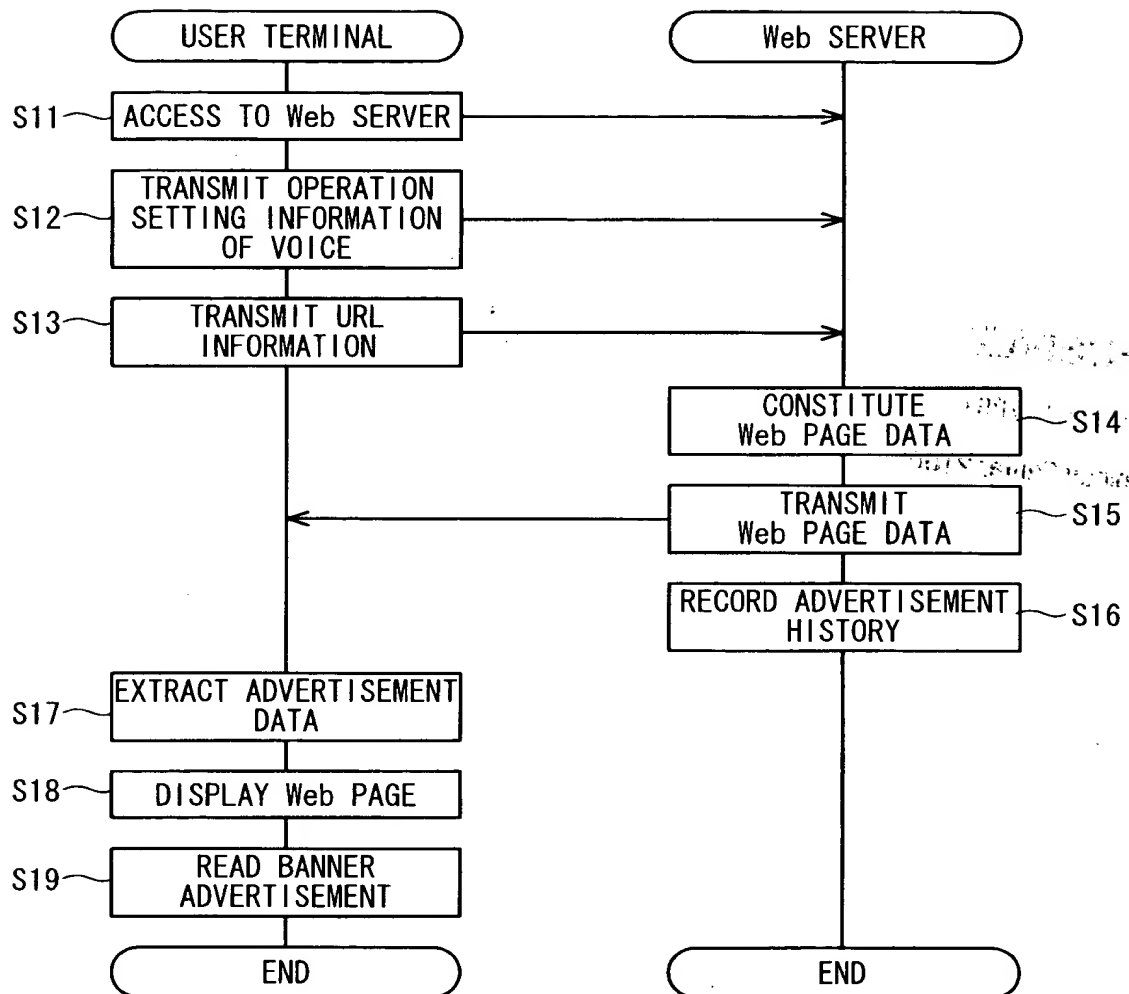 USER TERMINAL
Web SERVER
S11
ACCESS TO Web SERVER
S12
TRANSMIT OPERATION
SETTING INFORMATION
OF VOICE
S13
TRANSMIT URL
INFORMATION
CONSTITUTE
Web PAGE DATA
S14
TRANSMIT
Web PAGE DATA
S15
RECORD ADVERTISEMENT
HISTORY
S16
S17
EXTRACT ADVERTISEMENT
DATA
S18
DISPLAY Web PAGE
S19
READ BANNER
ADVERTISEMENT
END
END